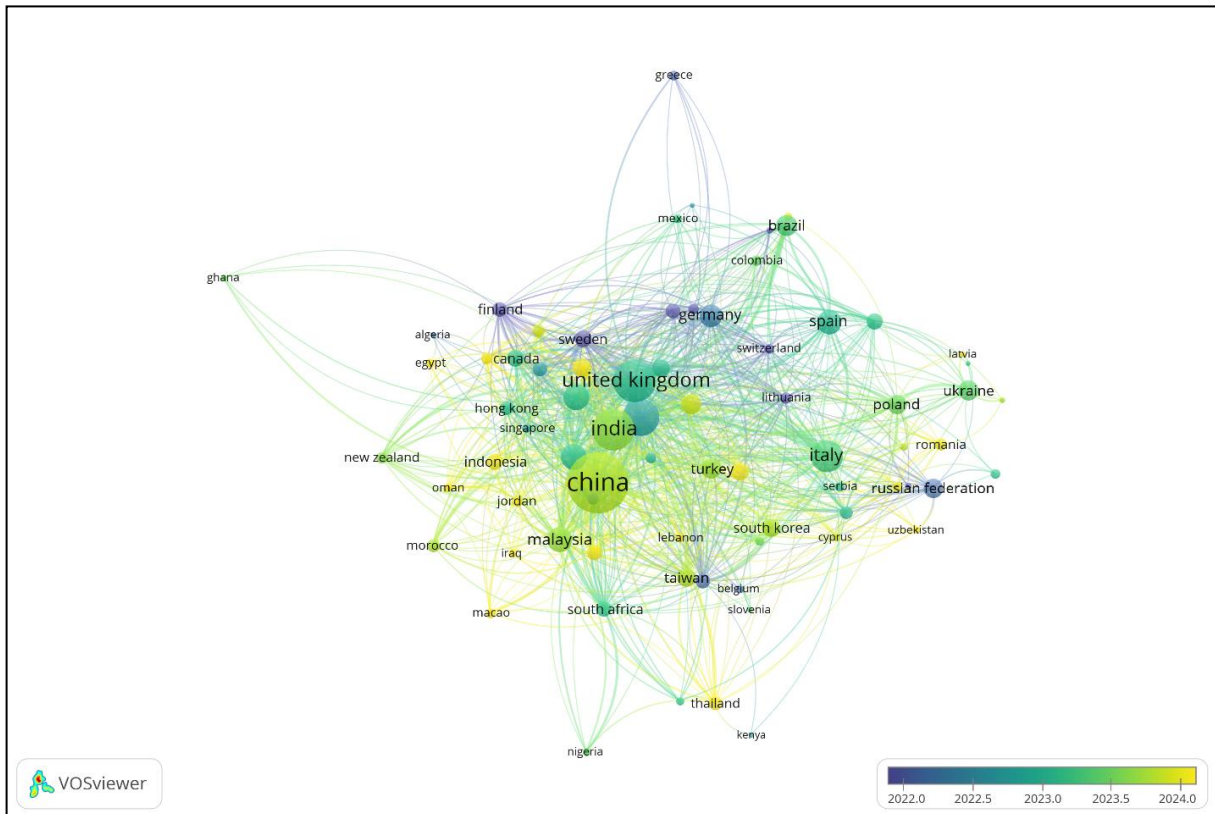 greece
mexico
brazil
colombia
ghana
finland
germany
spain
algeria
sweden
switzerland
latvia
egypt
canada
united kingdom
ukraine
lithuania
poland
hong kong
singapore
india
romania
new zealand
indonesia
turkey
italy
oman
china
serbia
russian federation
jordan
south korea
uzbekistan
malaysia
lebanon
cyprus
morocco
iraq
taiwan
belgium
macao
south africa
slovenia
thailand
kenya
nigeria
VOSviewer
2022.0 2022.5 2023.0 2023.5 2024.0